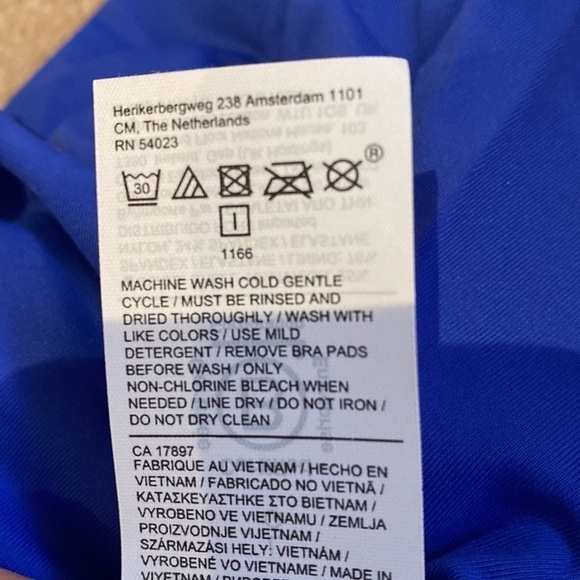 Herikerbergweg 238 Amsterdam 1101
CM, The Netherlands
RN 54023
30
®
1166
MACHINE WASH COLD GENTLE
CYCLE / MUST BE RINSED AND
DRIED THOROUGHLY / WASH WITH
LIKE COLORS / USE MILD
DETERGENT / REMOVE BRA PADS
BEFORE WASH / ONLY
NON-CHLORINE BLEACH WHEN
NEEDED / LINE DRY / DO NOT IRON /
DO NOT DRY CLEAN
CA 17897
FABRIQUE AU VIETNAM / HECHO EN
VIETNAM / FABRICADO NO VIETNÃ /
ΚΑΤΑΣΚΕΥΑΣΤΗΚΕ ΣΤΟ ΒΙΕΤΝΑΜ /
VYROBENO VE VIETNAMU / ZEMLJA
PROIZVODNJE VIJETNAM /
SZÁRMAZÁSI HELY: VIETNÁM /
VYROBENÉ VO VIETNAME / MADE IN